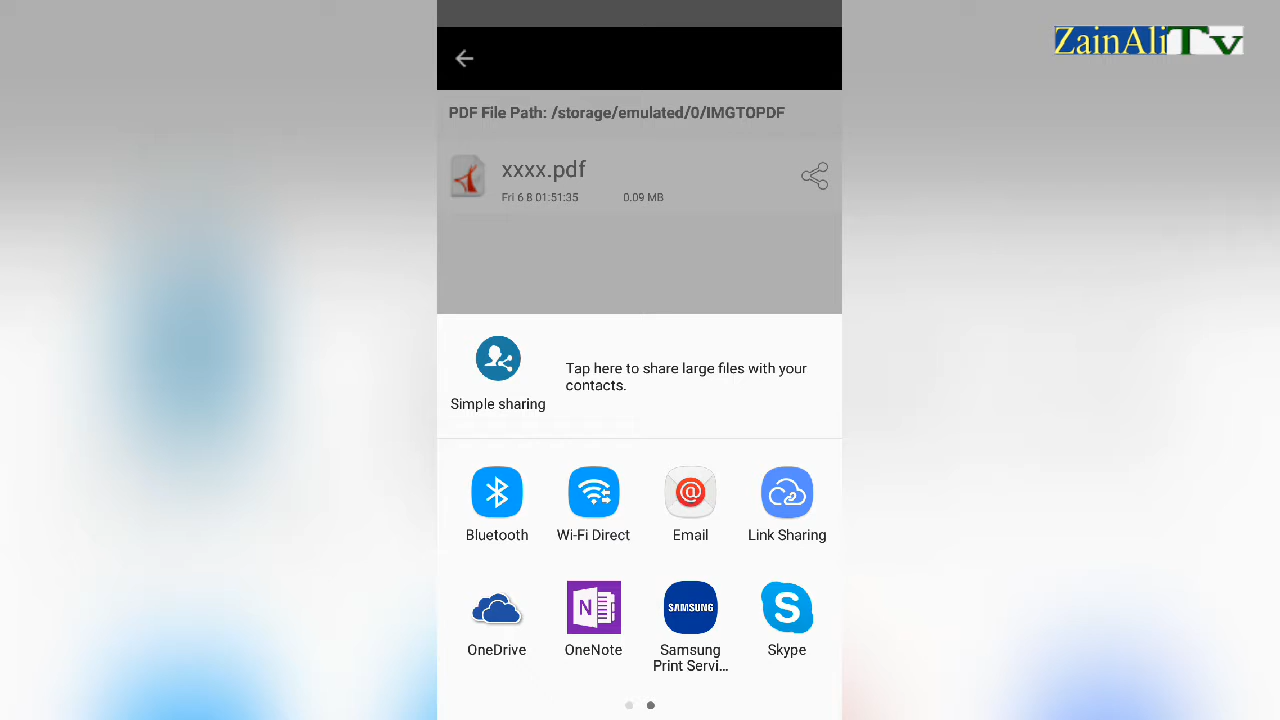 ZainAliTv
PDF File Path: /storage/emulated/0/IMGTOPDF
xxxx.pdf
Fri 6 8 01:51:35 0.09 MB
Tap here to share large files with your
contacts.
Simple sharing
Bluetooth Wi-Fi Direct Email Link Sharing
SAMSUNG
OneDrive OneNote Samsung
Print Servi... Skype